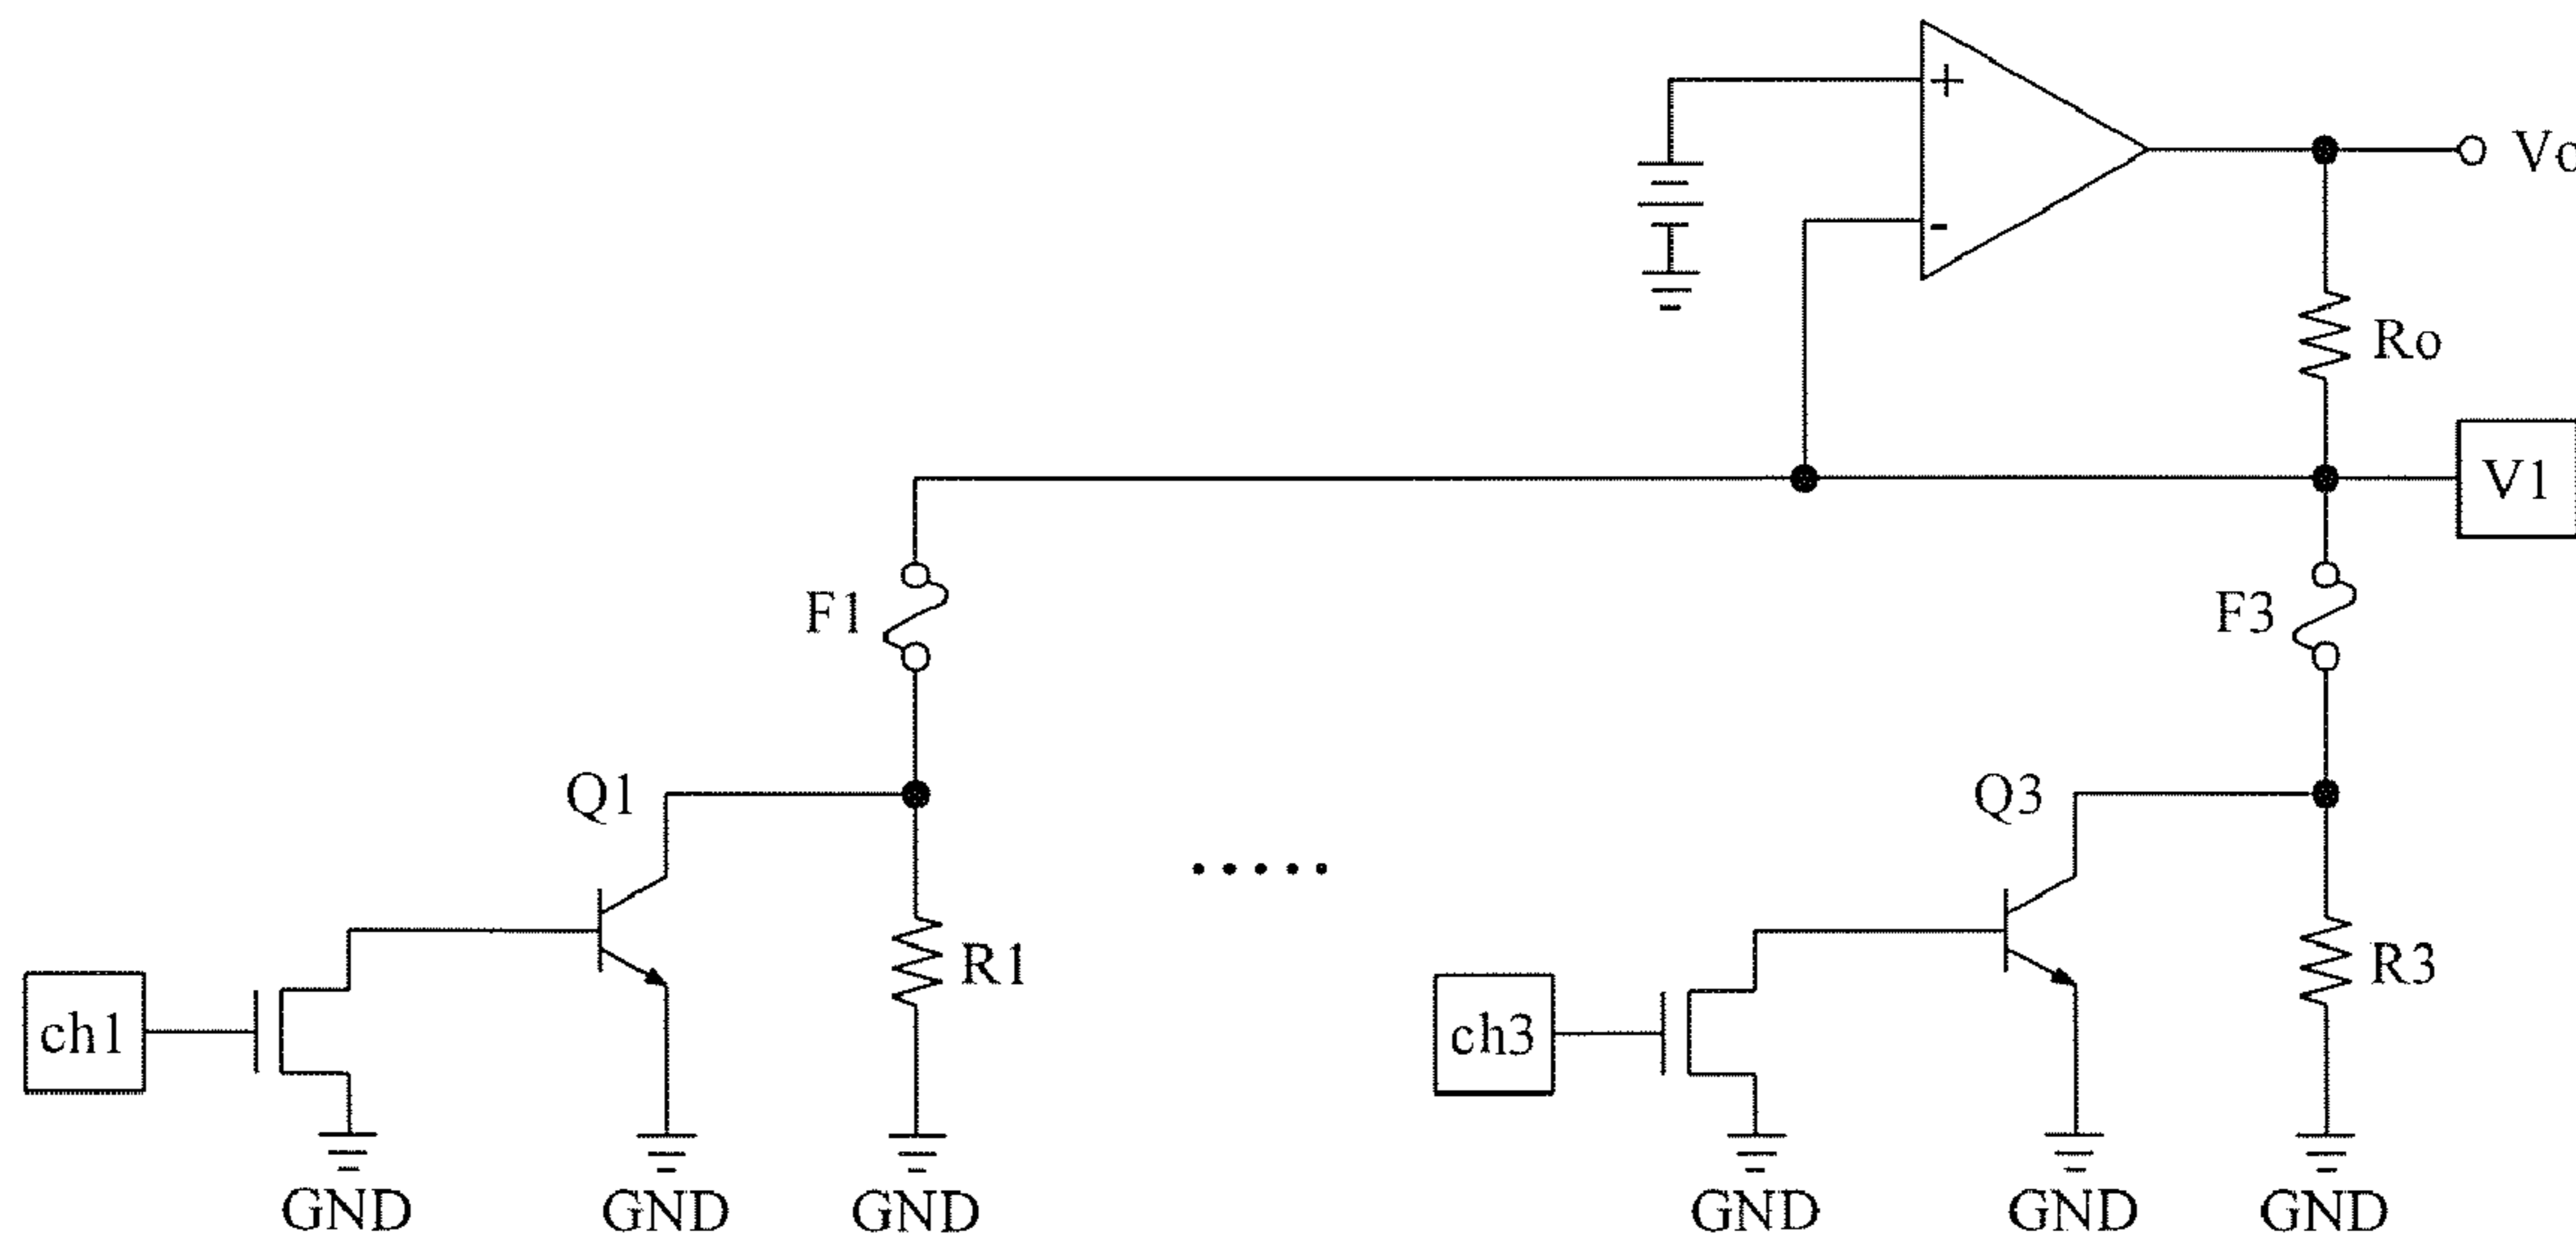 +
-
Vo
Ro
V1
F1
F3
Q1
Q3
R1
R3
ch1
ch3
GND
GND
GND
GND
GND
GND